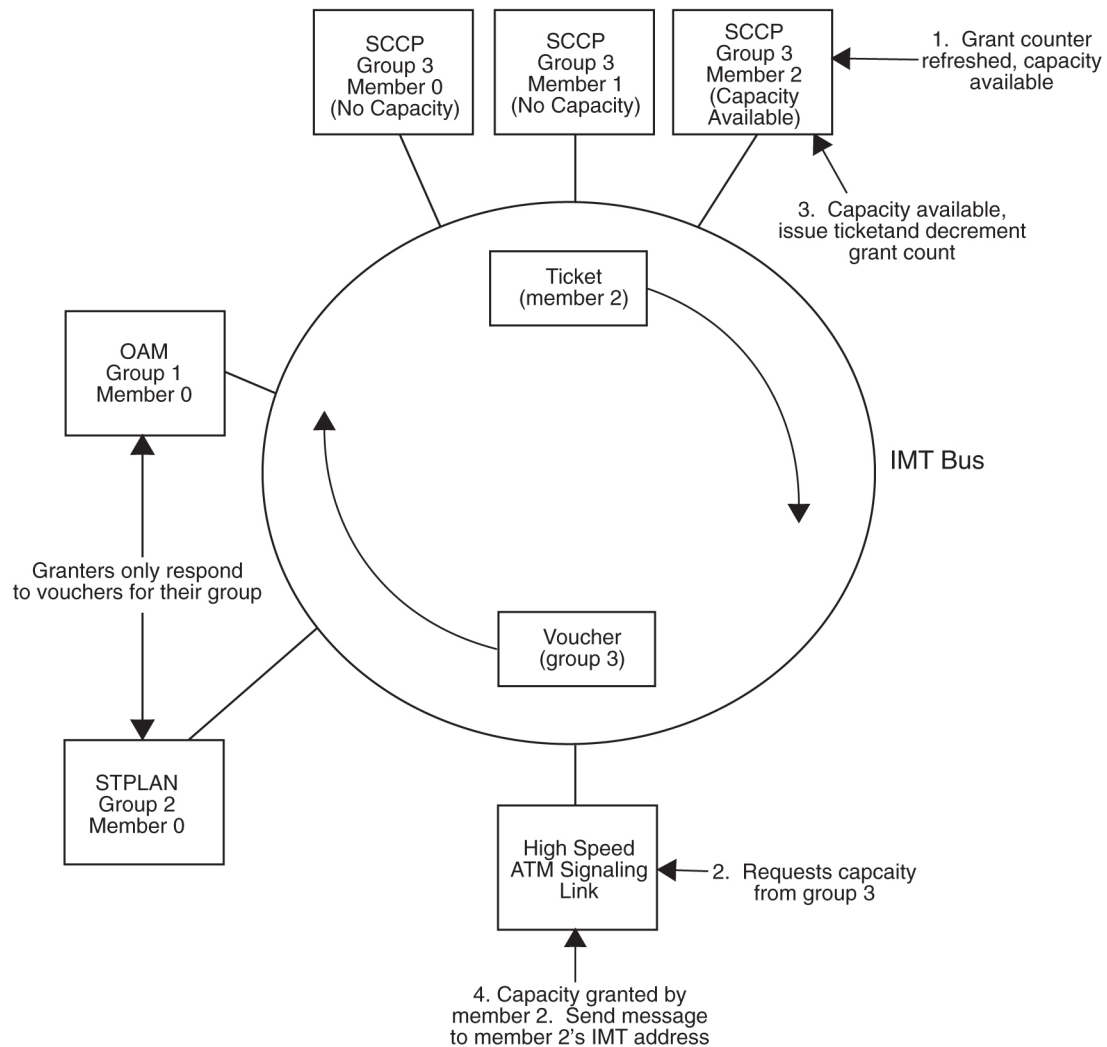 SCCP
Group 3
Member 0
(No Capacity)
SCCP
Group 3
Member 1
(No Capacity)
SCCP
Group 3
Member 2
(Capacity
Available)
1. Grant counter
refreshed, capacity
available
3. Capacity available,
issue ticketand decrement
grant count
Ticket
(member 2)
OAM
Group 1
Member 0
IMT Bus
Granters only respond
to vouchers for their group
Voucher
(group 3)
STPLAN
Group 2
Member 0
High Speed
ATM Signaling
Link
2. Requests capcaity
from group 3
4. Capacity granted by
member 2. Send message
to member 2's IMT address